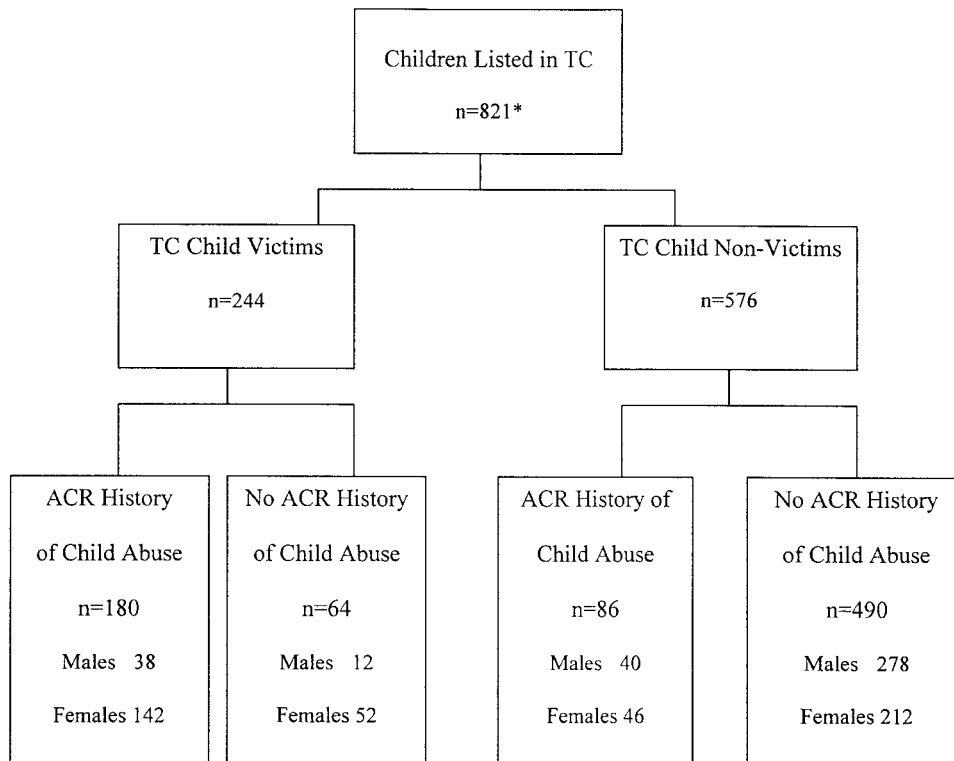 Children Listed in TC
n=821*
TC Child Victims
n=244
TC Child Non-Victims
n=576
ACR History
of Child Abuse
n=180
Males 38
Females 142
No ACR History
of Child Abuse
n=64
Males 12
Females 52
ACR History of
Child Abuse
n=86
Males 40
Females 46
No ACR History
of Child Abuse
n=490
Males 278
Females 212